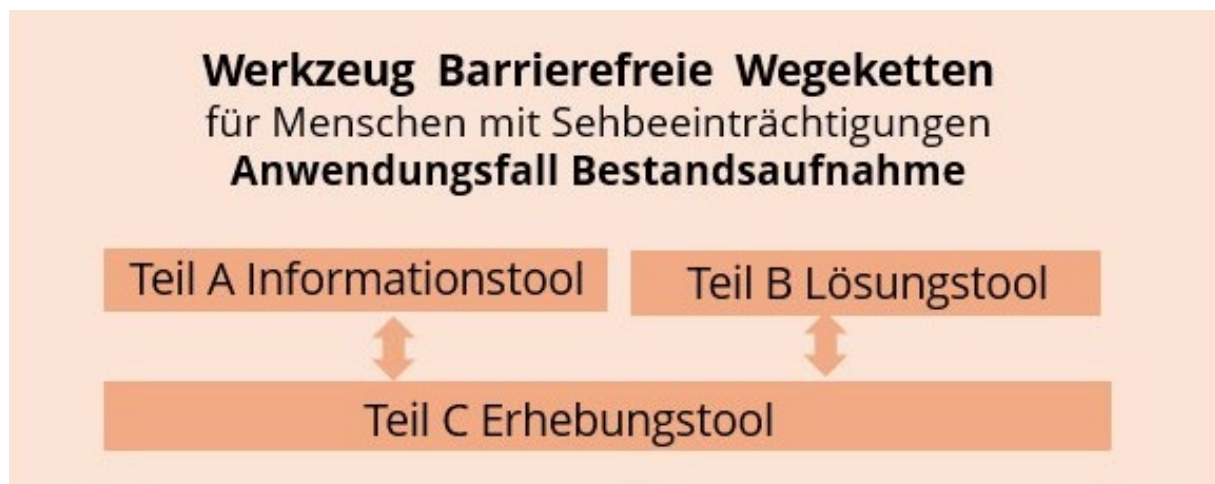 Werkzeug Barrierefreie Wegeketten
für Menschen mit Sehbeeinträchtigungen
Anwendungsfall Bestandsaufnahme
Teil A Informationstool
Teil B Lösungstool
Teil C Erhebungstool